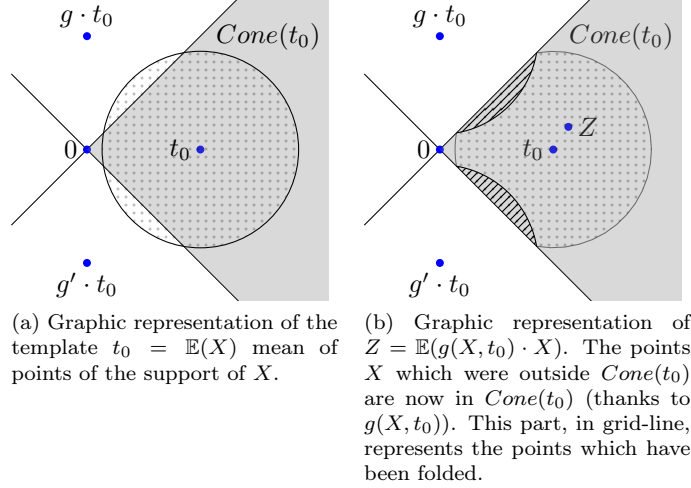 g · t₀
Cone(t₀)
0
t₀
g′ · t₀
(a) Graphic representation of the
template t₀ = 𝔼(X) mean of
points of the support of X.
g · t₀
Cone(t₀)
Z
0
t₀
g′ · t₀
(b) Graphic representation of
Z = 𝔼(g(X, t₀) · X). The points
X which were outside Cone(t₀)
are now in Cone(t₀) (thanks to
g(X, t₀)). This part, in grid-line,
represents the points which have
been folded.